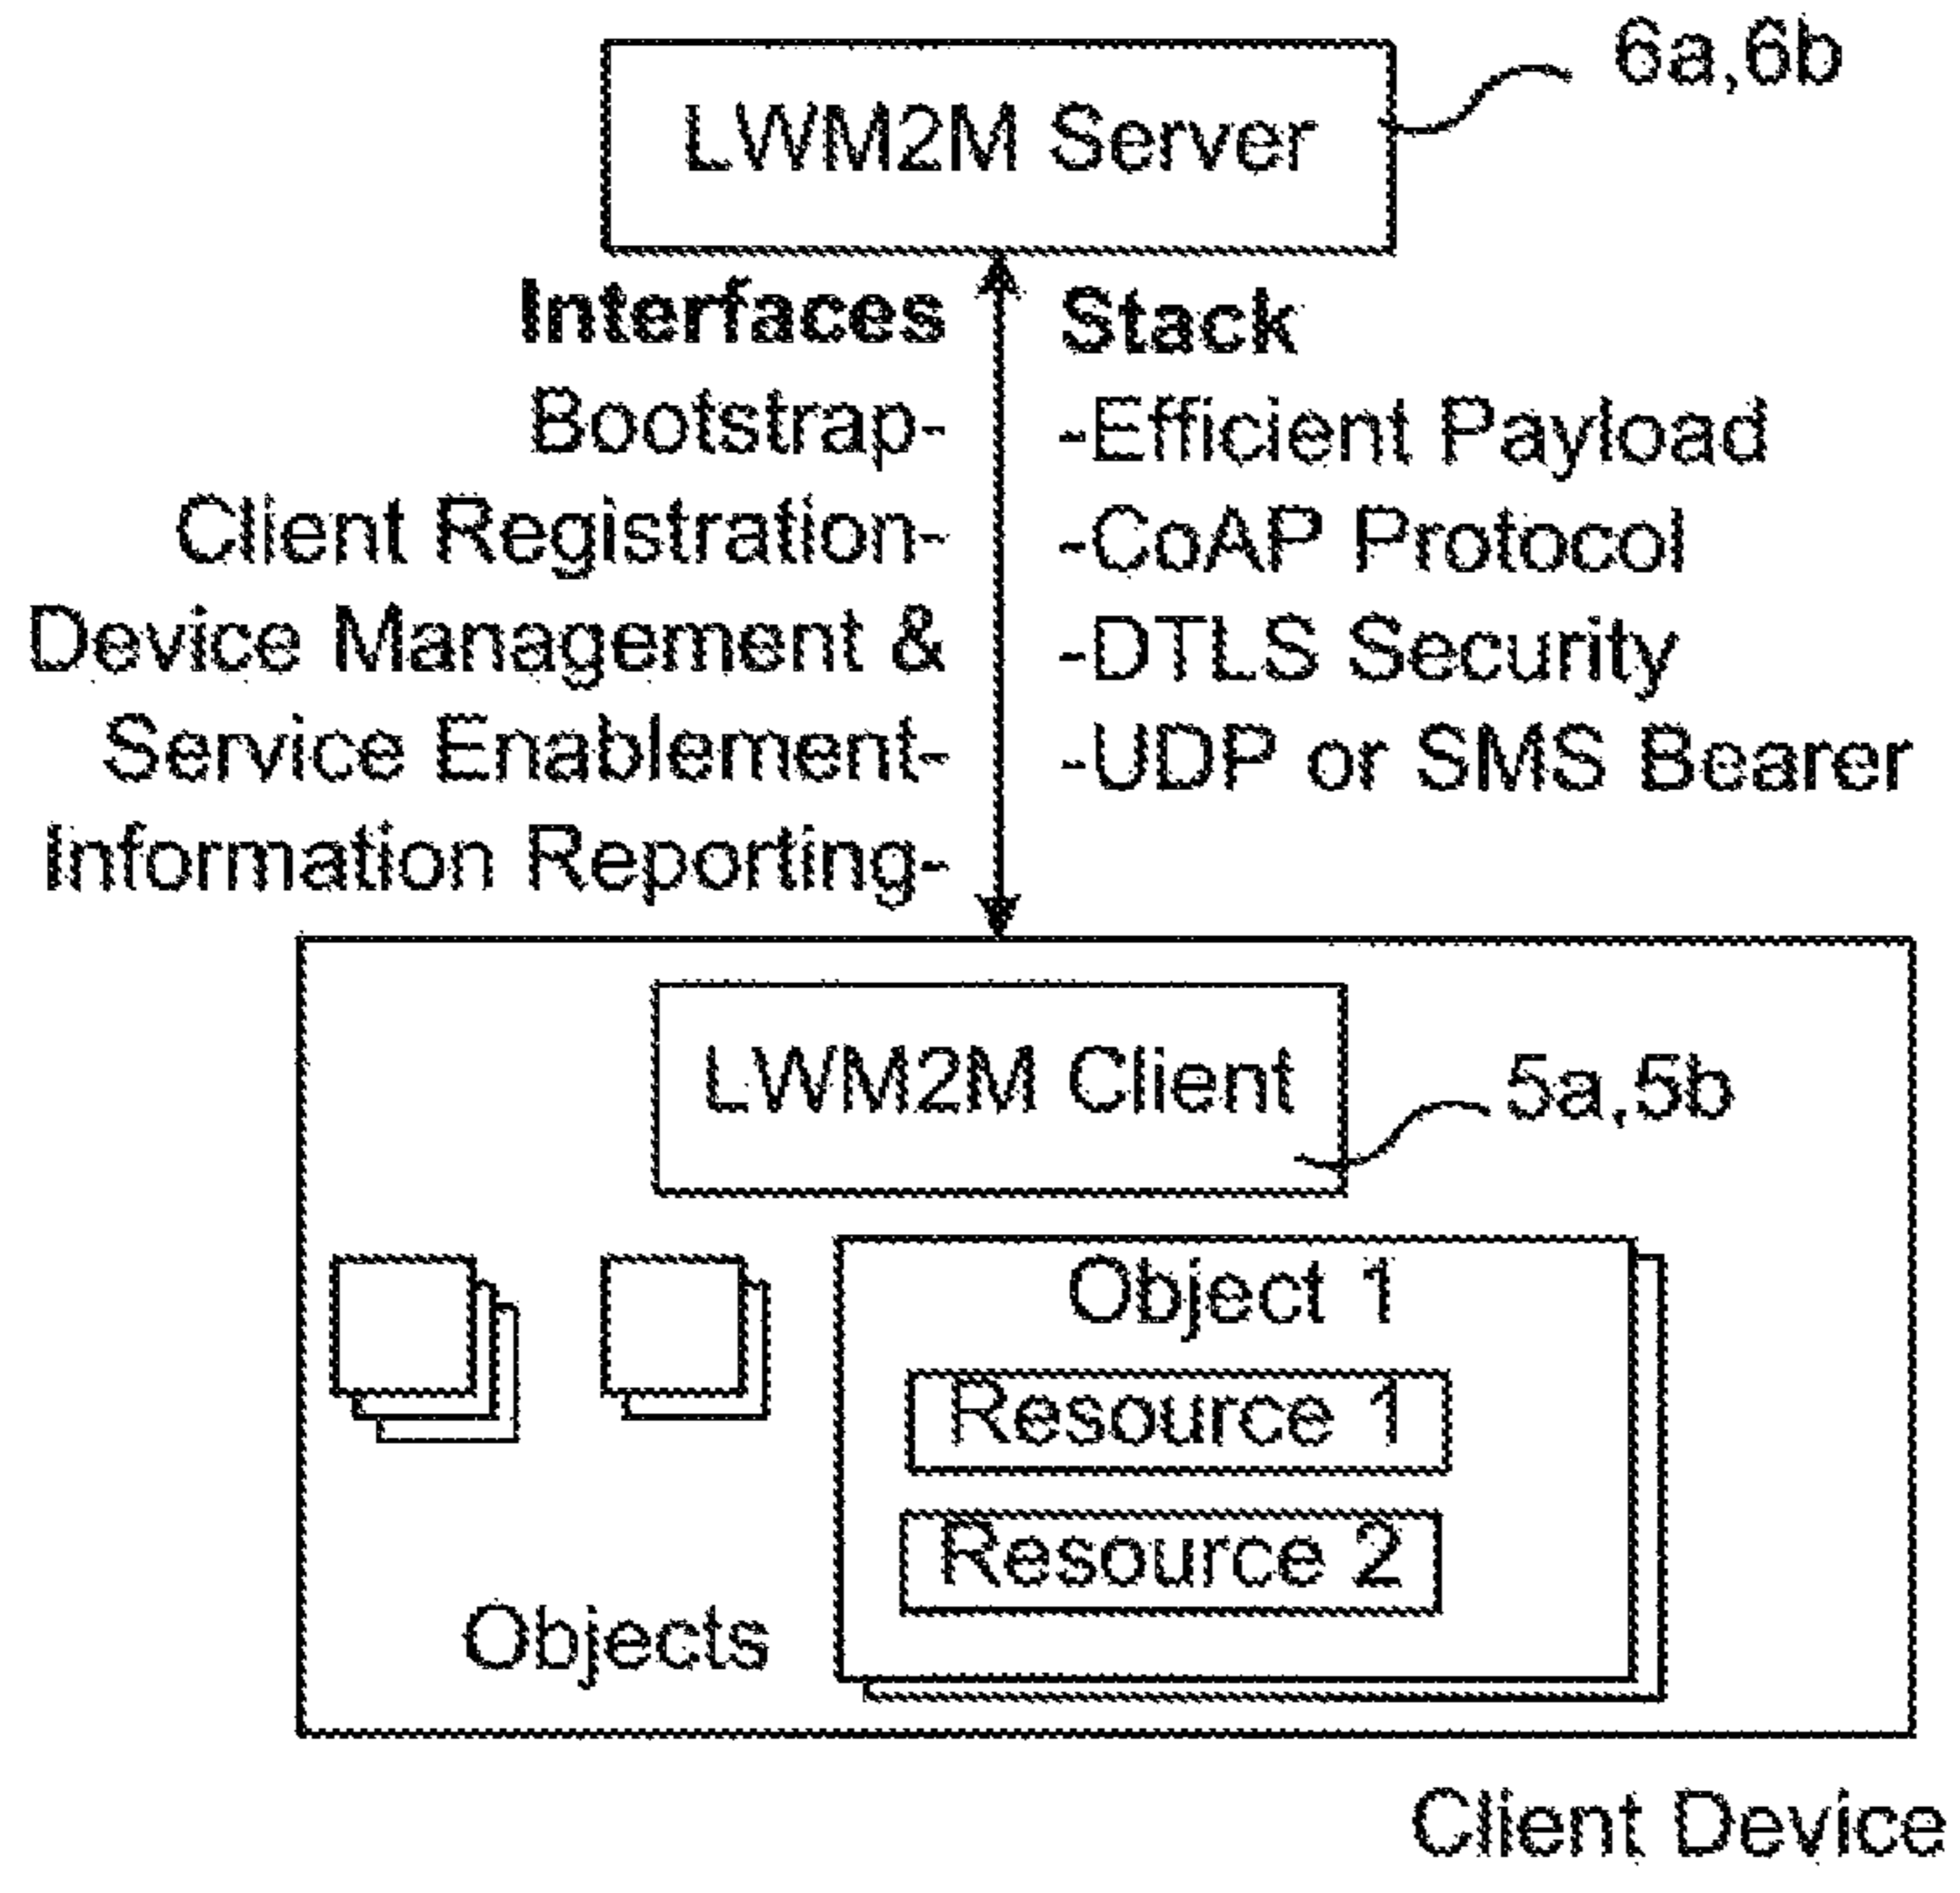 6a,6b
LWM2M Server
Interfaces
Bootstrap-
Client Registration-
Device Management &
Service Enablement-
Information Reporting-
Stack
-Efficient Payload
-CoAP Protocol
-DTLS Security
-UDP or SMS Bearer
LWM2M Client
5a,5b
Object 1
Resource 1
Resource 2
Objects
Client Device